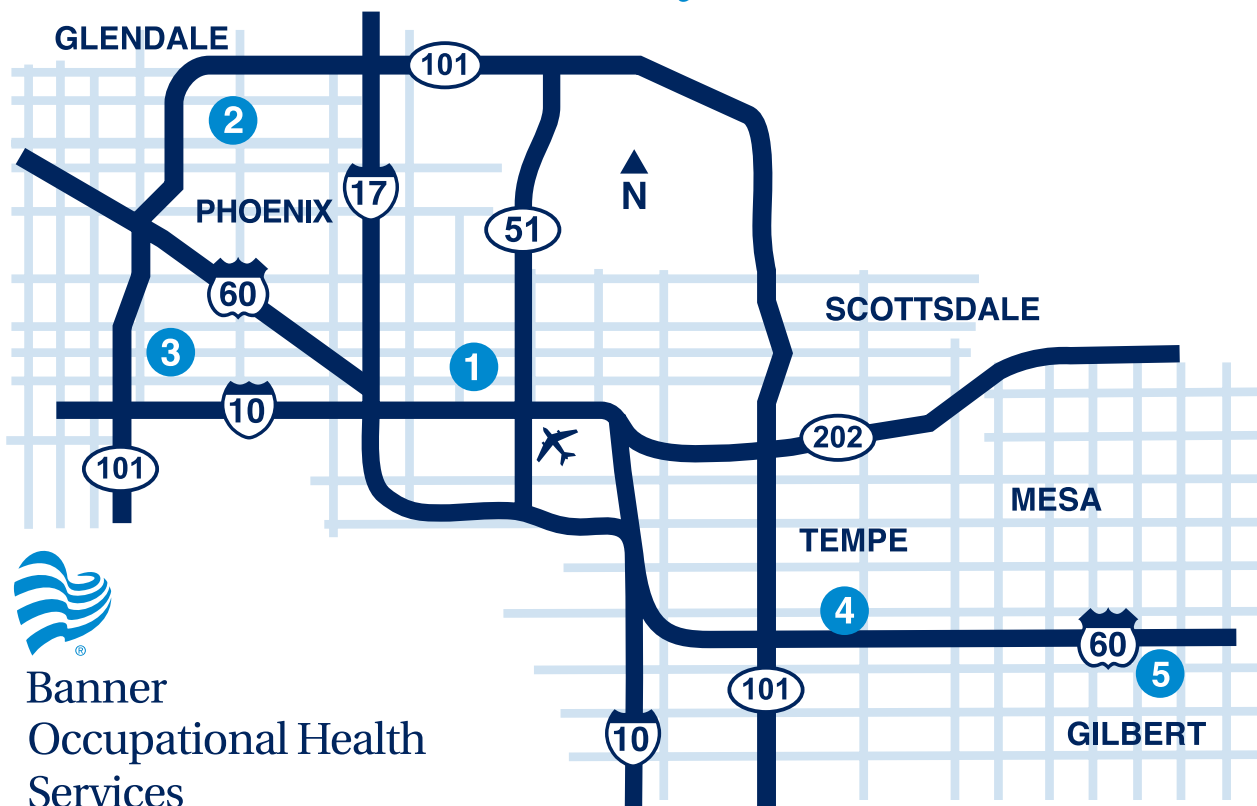 GLENDALE
101
2
17
N
PHOENIX
51
60
SCOTTSDALE
3
1
10
202
101
MESA
TEMPE
®
4
60
5
Banner
Occupational Health
Services
101
10
GILBERT